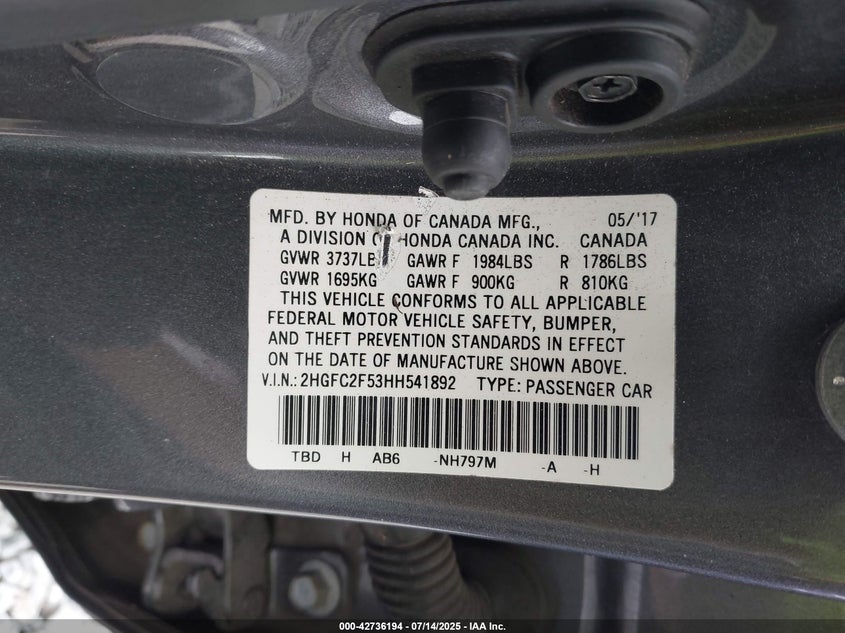 MFD. BY HONDA OF CANADA MFG., 05/'17
A DIVISION OF HONDA CANADA INC. CANADA
GVWR 3737LBS GAWR F 1984LBS R 1786LBS
GVWR 1695KG GAWR F 900KG R 810KG
THIS VEHICLE CONFORMS TO ALL APPLICABLE
FEDERAL MOTOR VEHICLE SAFETY, BUMPER,
AND THEFT PREVENTION STANDARDS IN EFFECT
ON THE DATE OF MANUFACTURE SHOWN ABOVE.
V.I.N.: 2HGFC2F53HH541892 TYPE: PASSENGER CAR
TBD H AB6 -NH797M -A -H
000-42736194 - 07/14/2025 - IAA Inc.